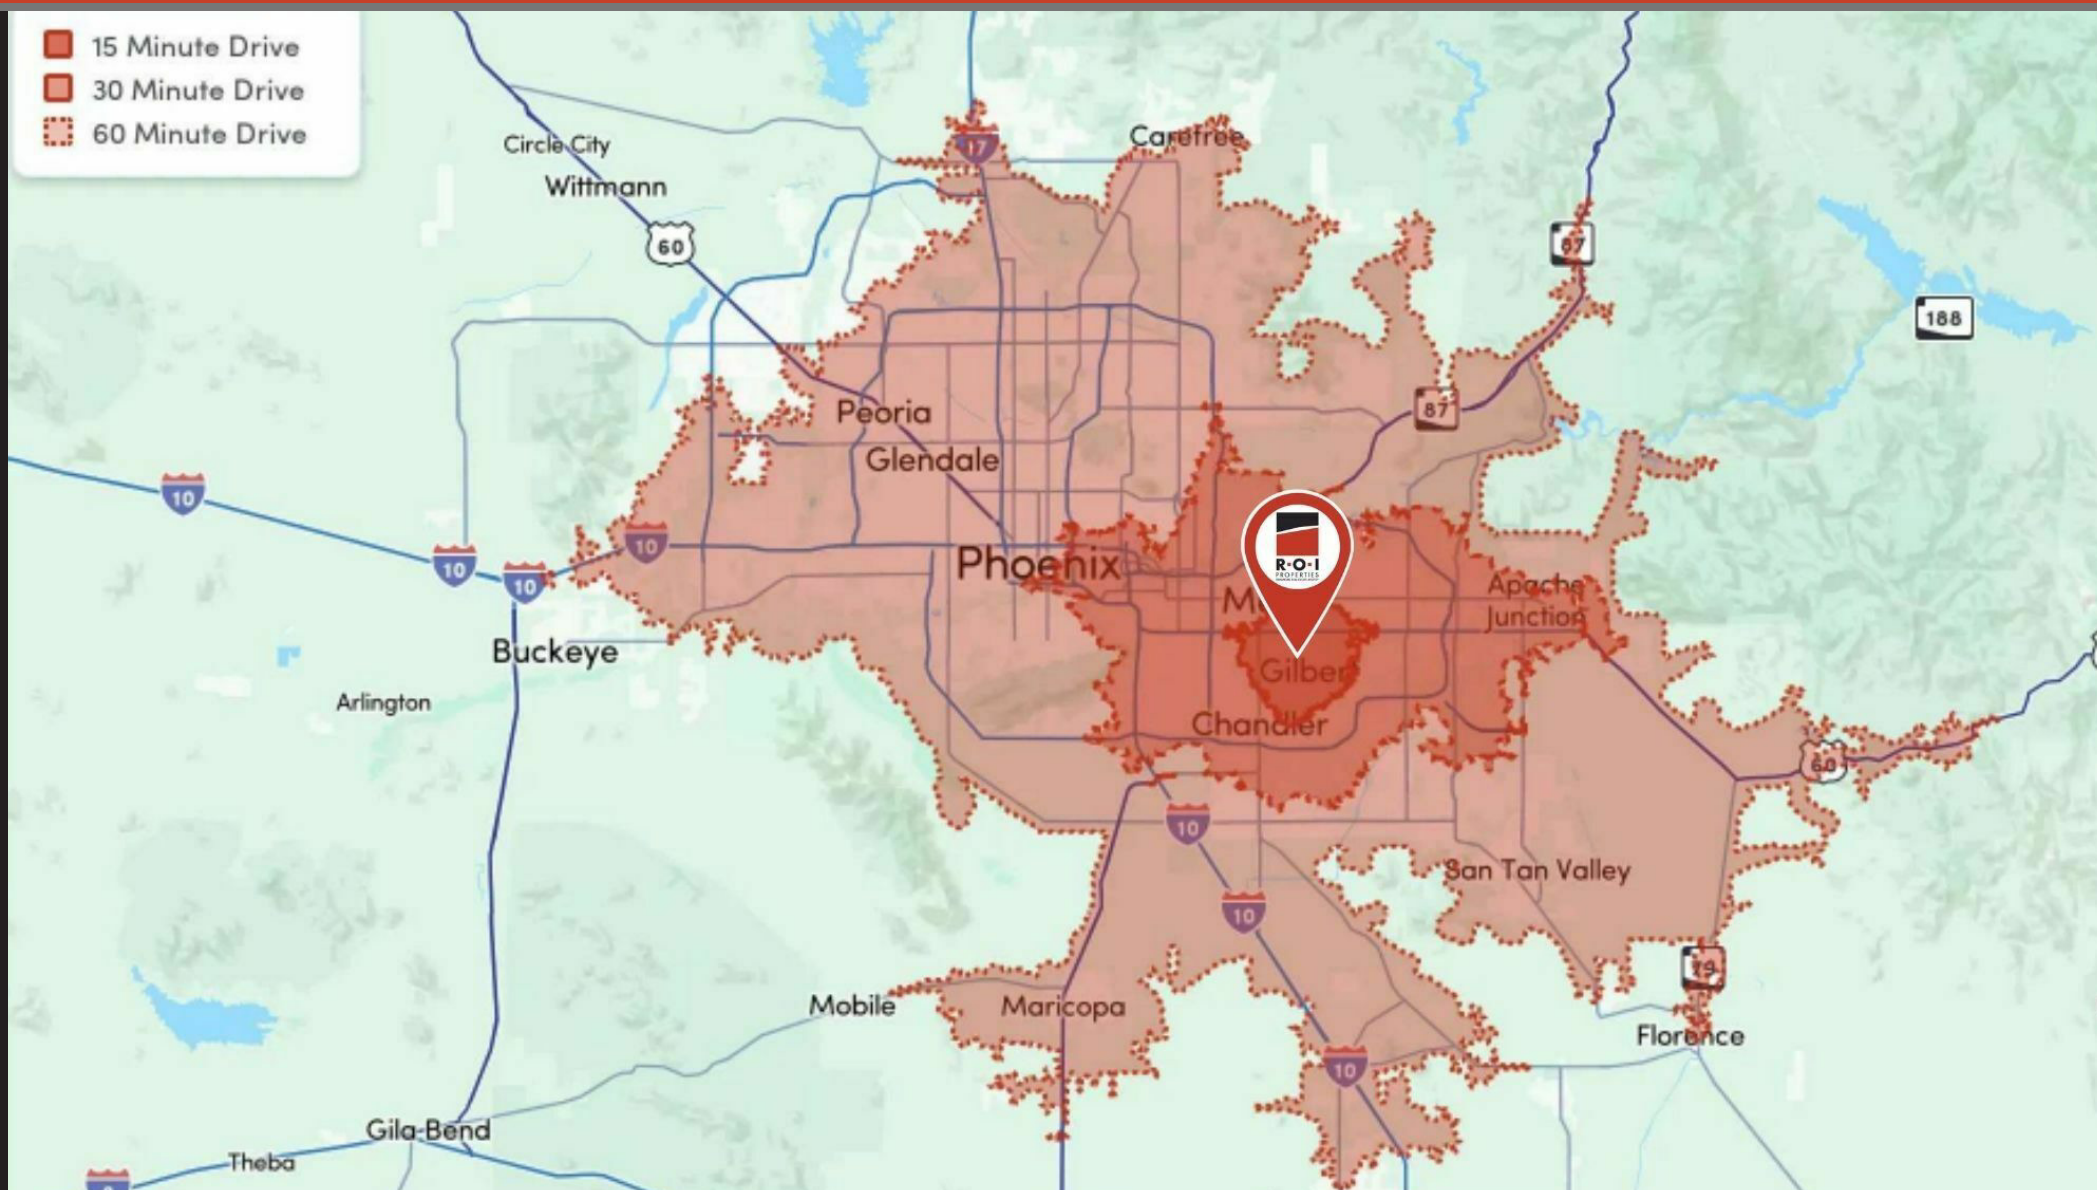 15 Minute Drive
30 Minute Drive
60 Minute Drive
17
Carefree
Circle City
Wittmann
60
87
188
87
Peoria
Glendale
10
10
10
10
Phoenix
R·O·I
PROPERTIES
Apache
Junction
Buckeye
Gilbert
Arlington
Chandler
60
10
San Tan Valley
10
79
Mobile
Maricopa
Florence
10
Gila Bend
Theba